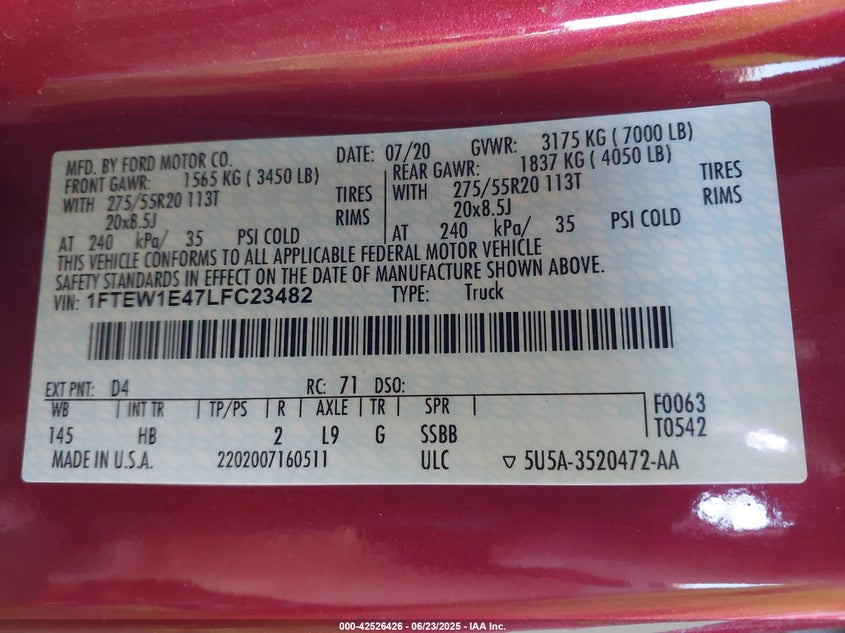 MFD. BY FORD MOTOR CO. DATE: 07/20 GVWR: 3175 KG ( 7000 LB)
FRONT GAWR: 1565 KG ( 3450 LB) REAR GAWR: 1837 KG ( 4050 LB)
WITH 275/55R20 113T TIRES WITH 275/55R20 113T TIRES
20x8.5J RIMS 20x8.5J RIMS
AT 240 kPa/ 35 PSI COLD AT 240 kPa/ 35 PSI COLD
THIS VEHICLE CONFORMS TO ALL APPLICABLE FEDERAL MOTOR VEHICLE
SAFETY STANDARDS IN EFFECT ON THE DATE OF MANUFACTURE SHOWN ABOVE.
VIN: 1FTEW1E47LFC23482 TYPE: Truck
EXT PNT: D4 RC: 71 DSO:
WB INT TR TP/PS R AXLE TR SPR F0063
145 HB 2 L9 G SSBB T0542
MADE IN U.S.A. 2202007160511 ULC ▽ 5U5A-3520472-AA
000-42526426 - 06/23/2025 - IAA Inc.